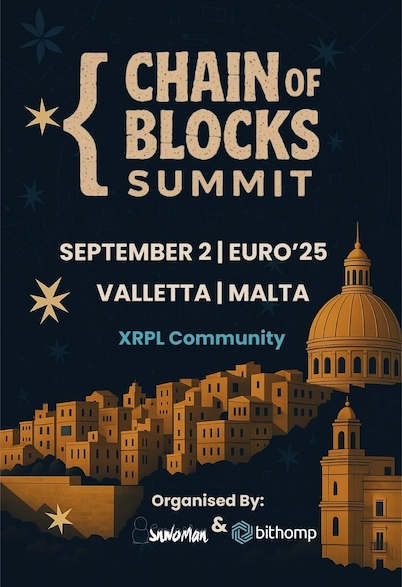 { CHAIN OF
BLOCKS
SUMMIT
SEPTEMBER 2 | EURO’25
VALLETTA | MALTA
XRPL Community
Organised By:
& bithomp